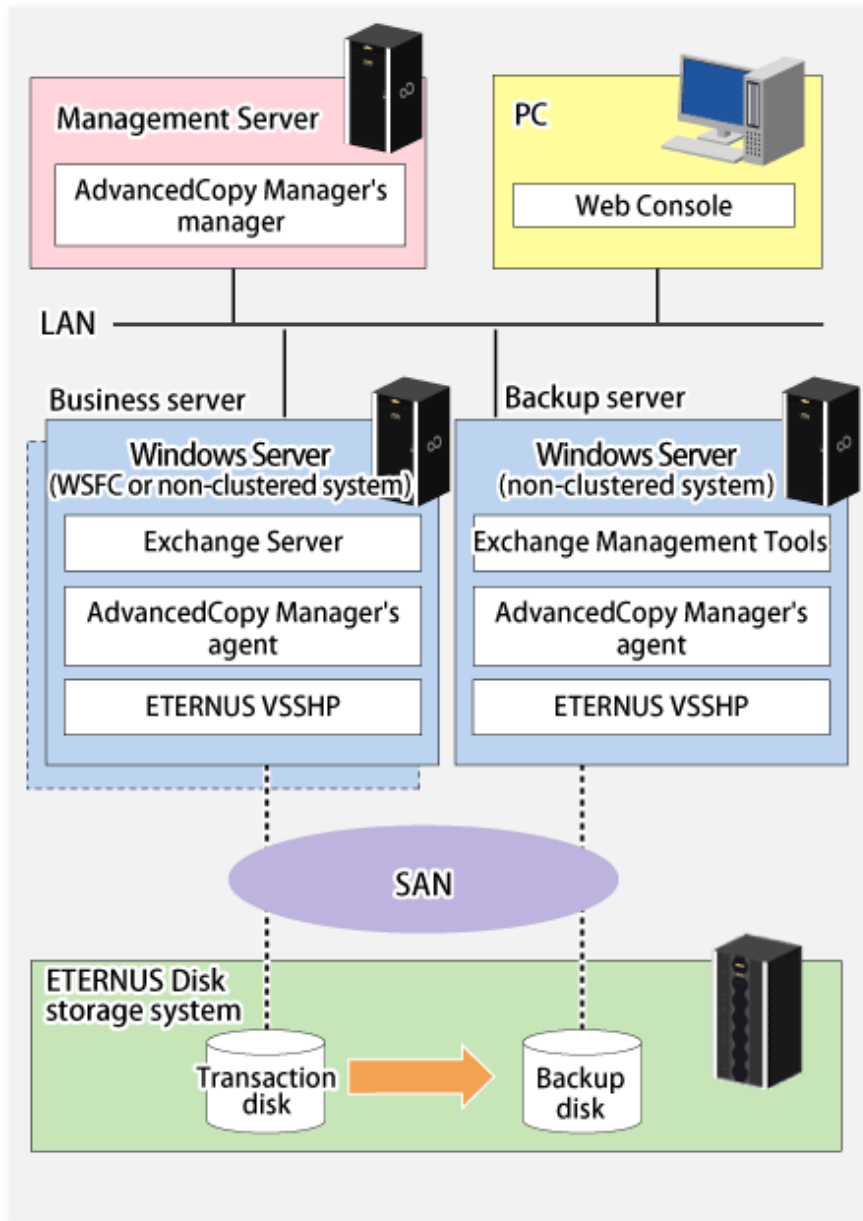 Management Server
AdvancedCopy Manager's
manager
PC
Web Console
LAN
Business server
Windows Server
(WSFC or non-clustered system)
Exchange Server
AdvancedCopy Manager's
agent
ETERNUS VSSHP
Backup server
Windows Server
(non-clustered system)
Exchange Management Tools
AdvancedCopy Manager's
agent
ETERNUS VSSHP
SAN
ETERNUS Disk
storage system
Transaction
disk
Backup
disk